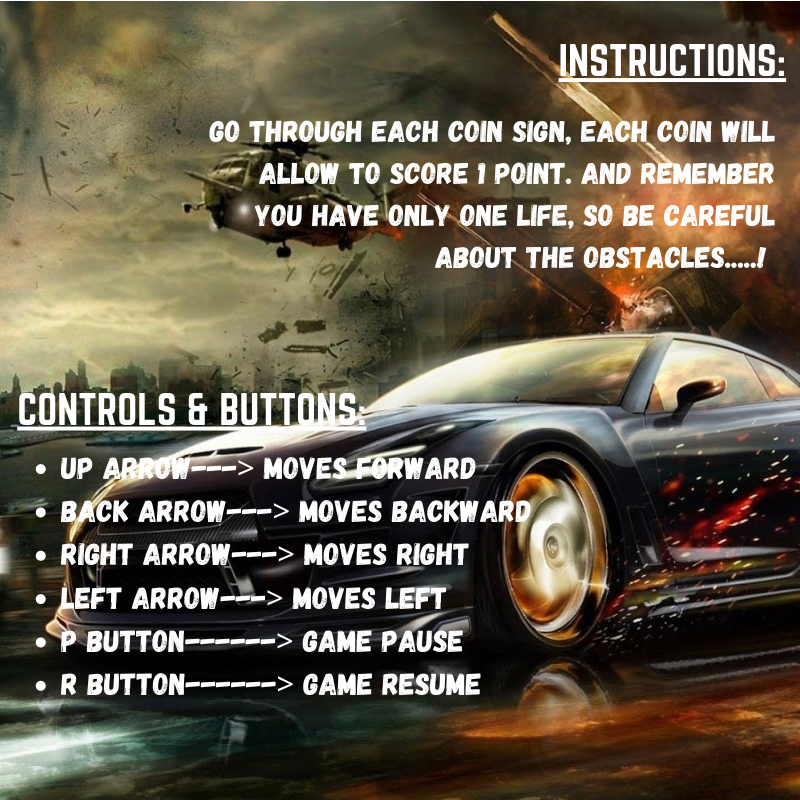 INSTRUCTIONS:
GO THROUGH EACH COIN SIGN, EACH COIN WILL
ALLOW TO SCORE 1 POINT. AND REMEMBER
YOU HAVE ONLY ONE LIFE, SO BE CAREFUL
ABOUT THE OBSTACLES.....!
CONTROLS & BUTTONS:
• UP ARROW---> MOVES FORWARD
• BACK ARROW---> MOVES BACKWARD
• RIGHT ARROW---> MOVES RIGHT
• LEFT ARROW---> MOVES LEFT
• P BUTTON------> GAME PAUSE
• R BUTTON------> GAME RESUME